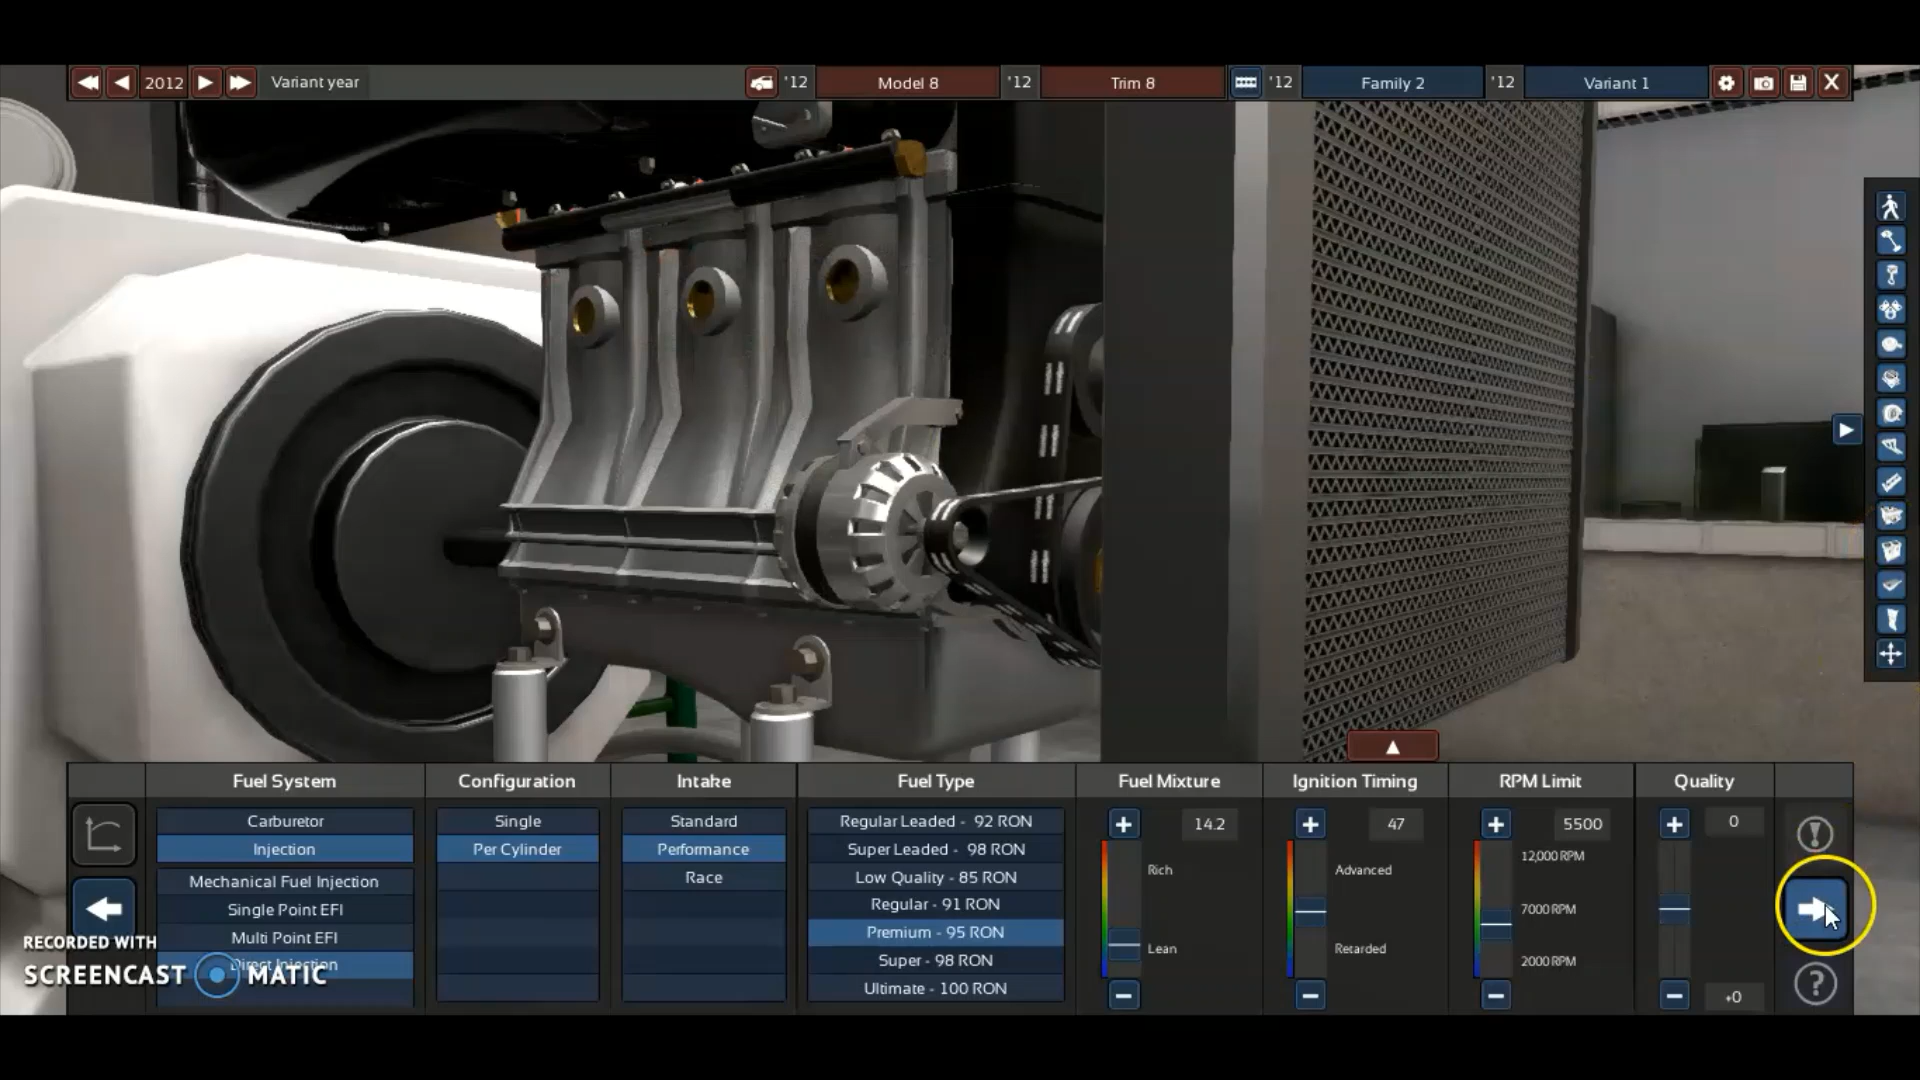 2012
Variant year
'12
Model 8
'12
Trim 8
'12
Family 2
'12
Variant 1
Fuel System
Configuration
Intake
Fuel Type
Fuel Mixture
Ignition Timing
RPM Limit
Quality
Carburetor
Injection
Mechanical Fuel Injection
Single Point EFI
Multi Point EFI
Direct Injection
Single
Per Cylinder
Standard
Performance
Race
Regular Leaded - 92 RON
Super Leaded - 98 RON
Low Quality - 85 RON
Regular - 91 RON
Premium - 95 RON
Super - 98 RON
Ultimate - 100 RON
14.2
Rich
Lean
47
Advanced
Retarded
5500
12,000 RPM
7000 RPM
2000 RPM
0
+0
RECORDED WITH
SCREENCAST MATIC